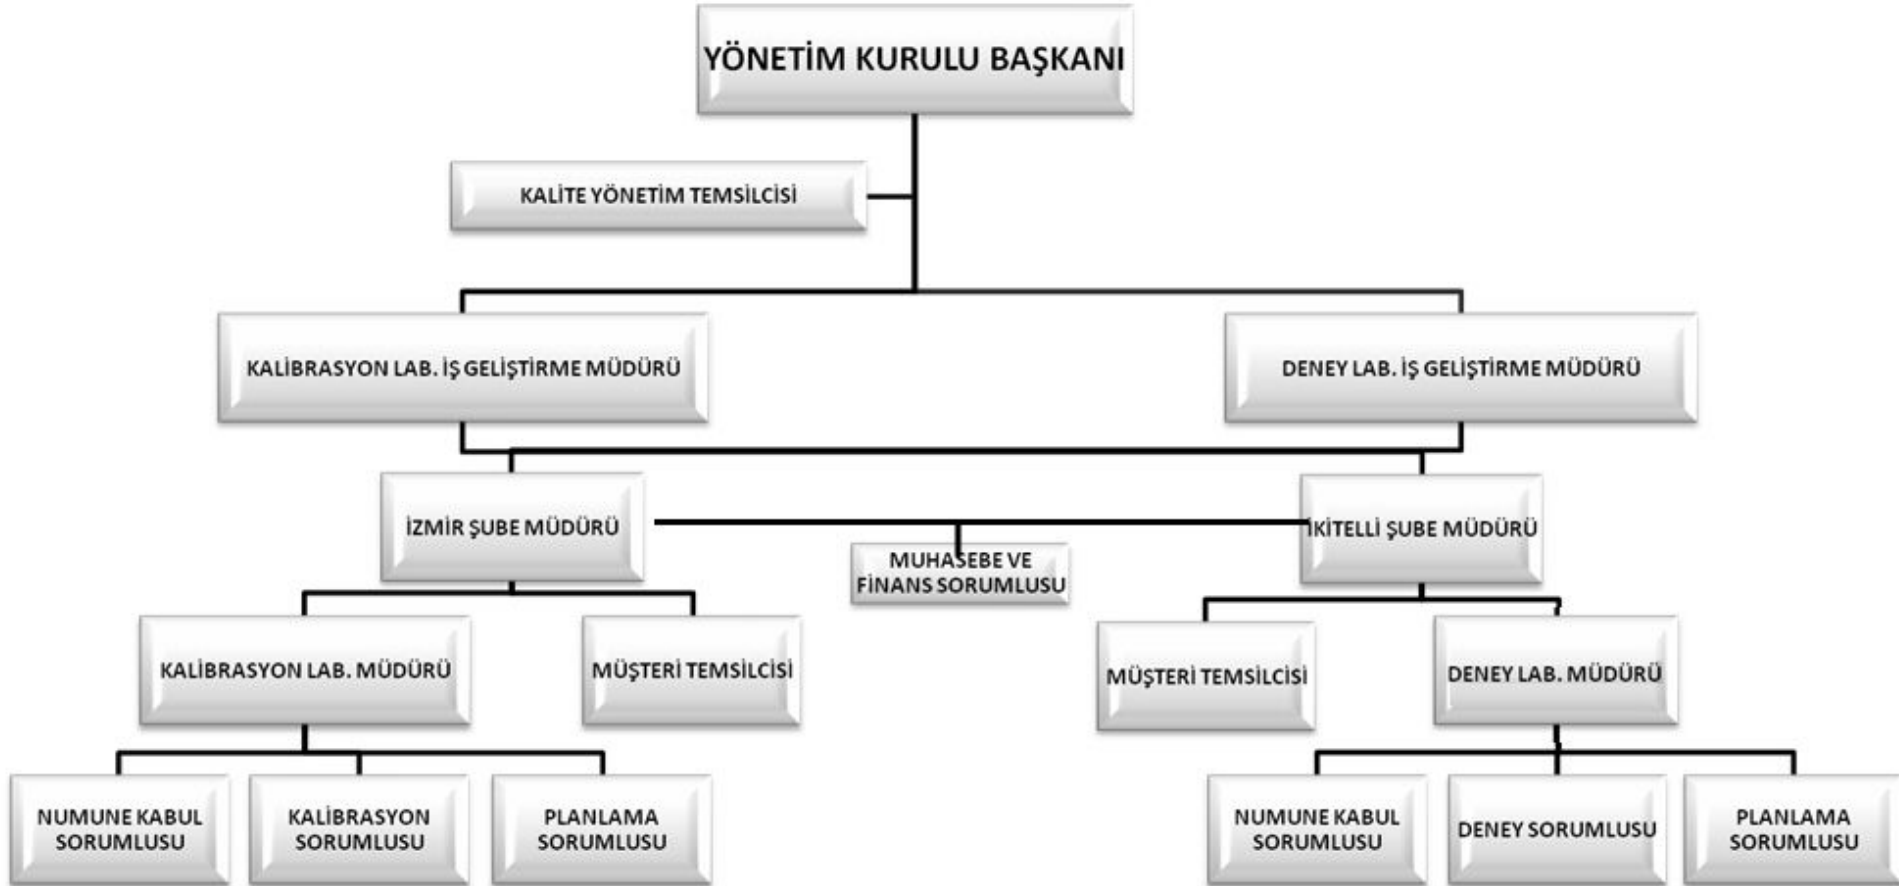 YÖNETİM KURULU BAŞKANI
KALİTE YÖNETİM TEMSİLCİSİ
KALİBRASYON LAB. İŞ GELİŞTİRME MÜDÜRÜ
DENEY LAB. İŞ GELİŞTİRME MÜDÜRÜ
İZMİR ŞUBE MÜDÜRÜ
MUHASEBE VE
FİNANS SORUMLUSU
İKİTELLİ ŞUBE MÜDÜRÜ
KALİBRASYON LAB. MÜDÜRÜ
MÜŞTERİ TEMSİLCİSİ
MÜŞTERİ TEMSİLCİSİ
DENEY LAB. MÜDÜRÜ
NUMUNE KABUL
SORUMLUSU
KALİBRASYON
SORUMLUSU
PLANLAMA
SORUMLUSU
NUMUNE KABUL
SORUMLUSU
DENEY SORUMLUSU
PLANLAMA
SORUMLUSU